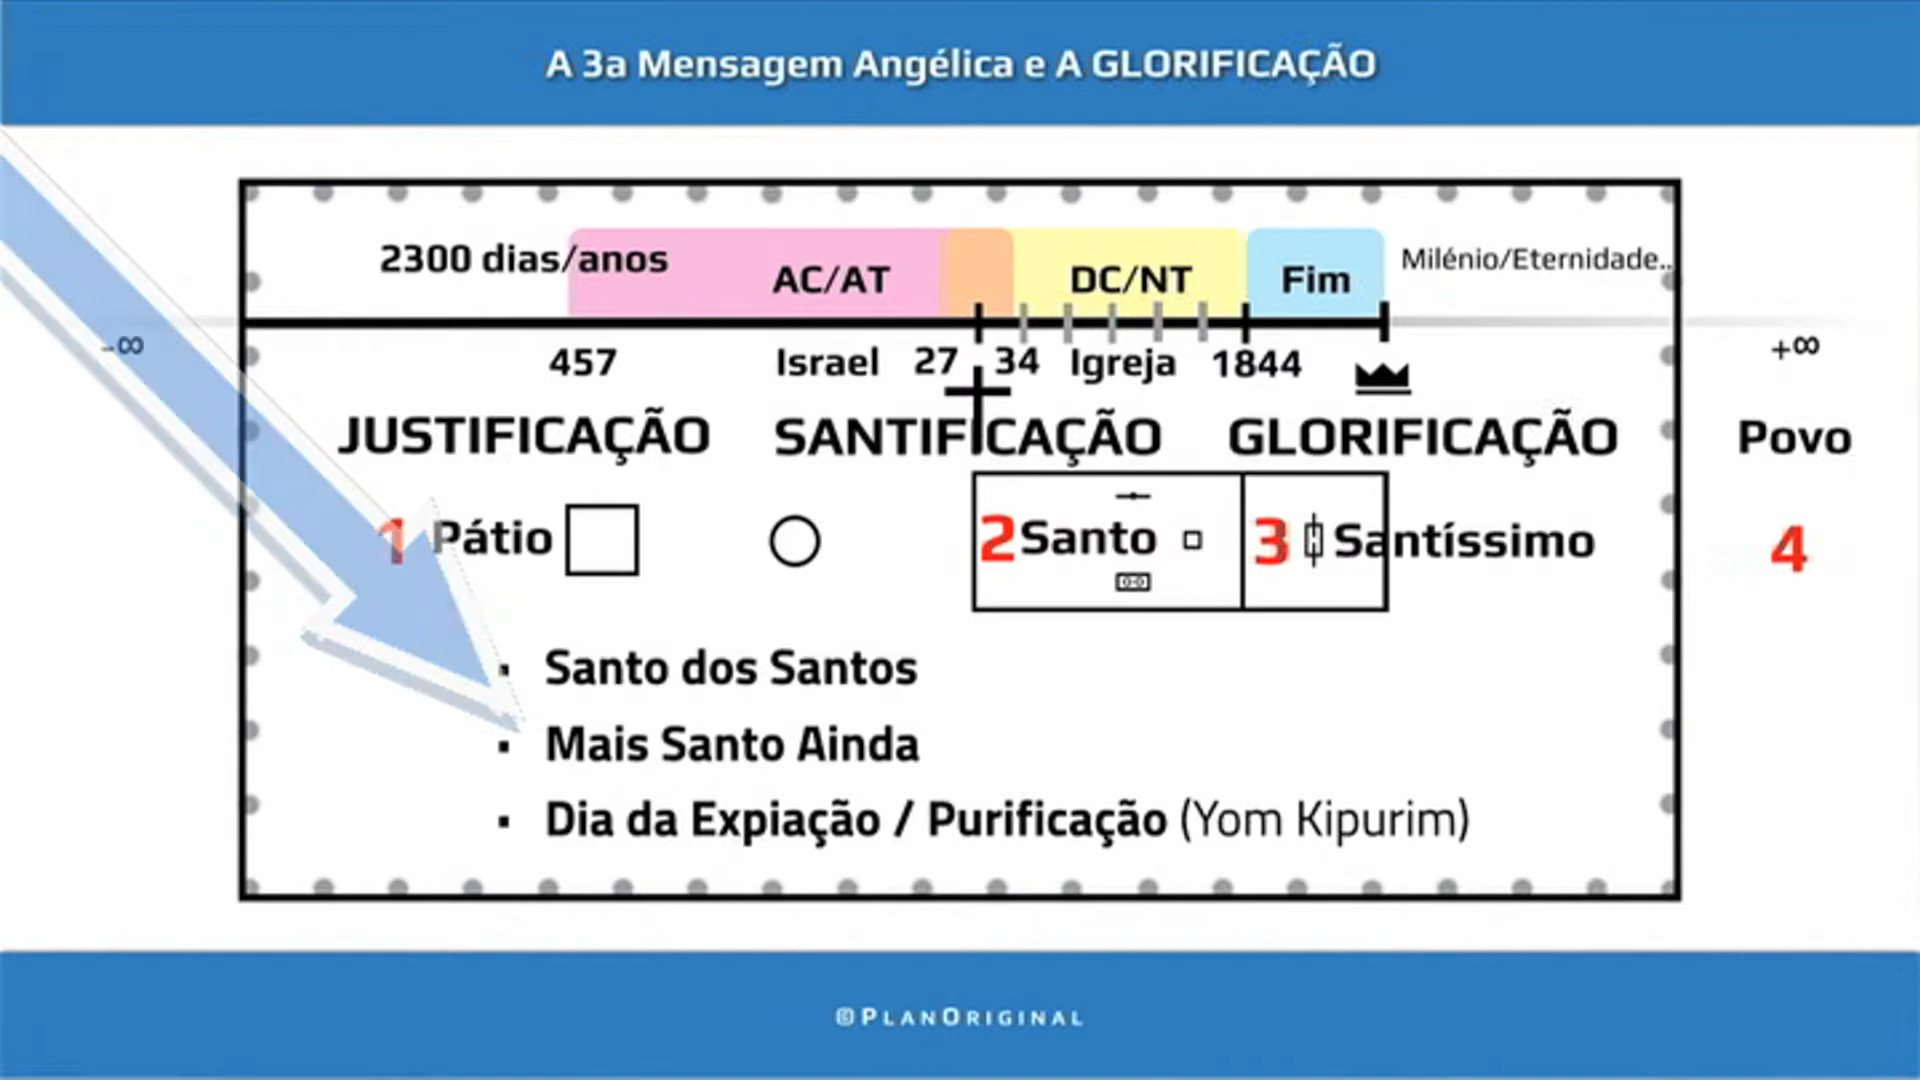 A 3a Mensagem Angélica e A GLORIFICAÇÃO
2300 dias/anos AC/AT DC/NT Fim Milénio/Eternidade..
-∞ 457 Israel 27 34 Igreja 1844 +∞
JUSTIFICAÇÃO SANTIFICAÇÃO GLORIFICAÇÃO Povo
1 Pátio 2 Santo 3 Santíssimo 4
▪ Santo dos Santos
▪ Mais Santo Ainda
▪ Dia da Expiação / Purificação (Yom Kipurim)
©PLANORIGINAL